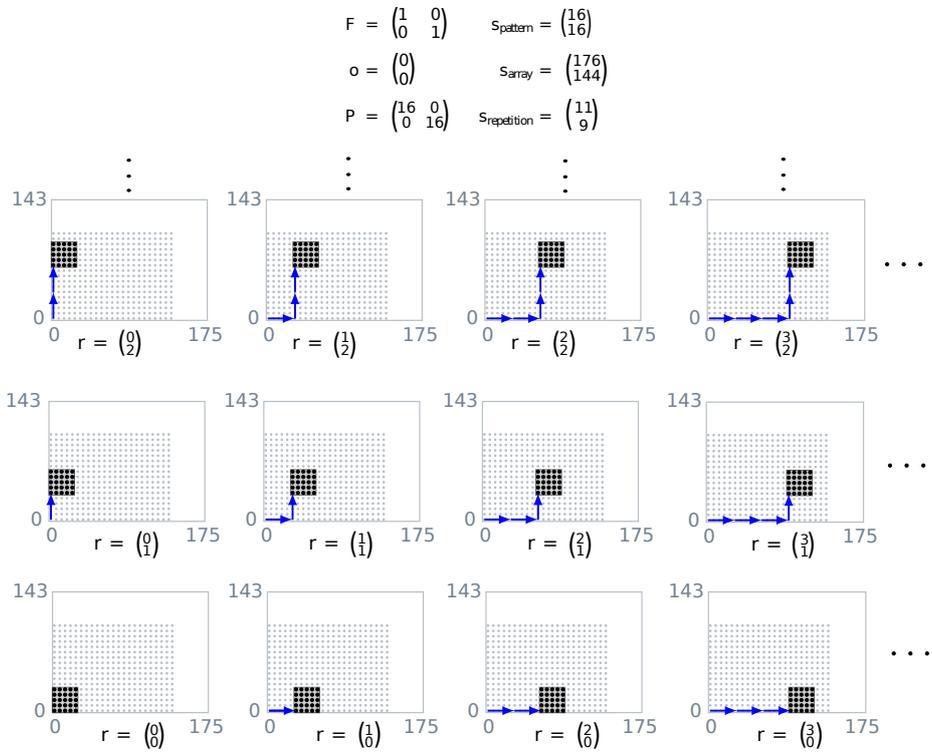 F = (1 0
0 1) s_pattern = (16
16)
o = (0
0) s_array = (176
144)
P = (16 0
0 16) s_repetition = (11
9)
143 143 143 143
0 0 0 0
0 175 0 175 0 175 0 175
r = (0
2) r = (1
2) r = (2
2) r = (3
2)
143 143 143 143
0 0 0 0
0 175 0 175 0 175 0 175
r = (0
1) r = (1
1) r = (2
1) r = (3
1)
143 143 143 143
0 0 0 0
0 175 0 175 0 175 0 175
r = (0
0) r = (1
0) r = (2
0) r = (3
0)